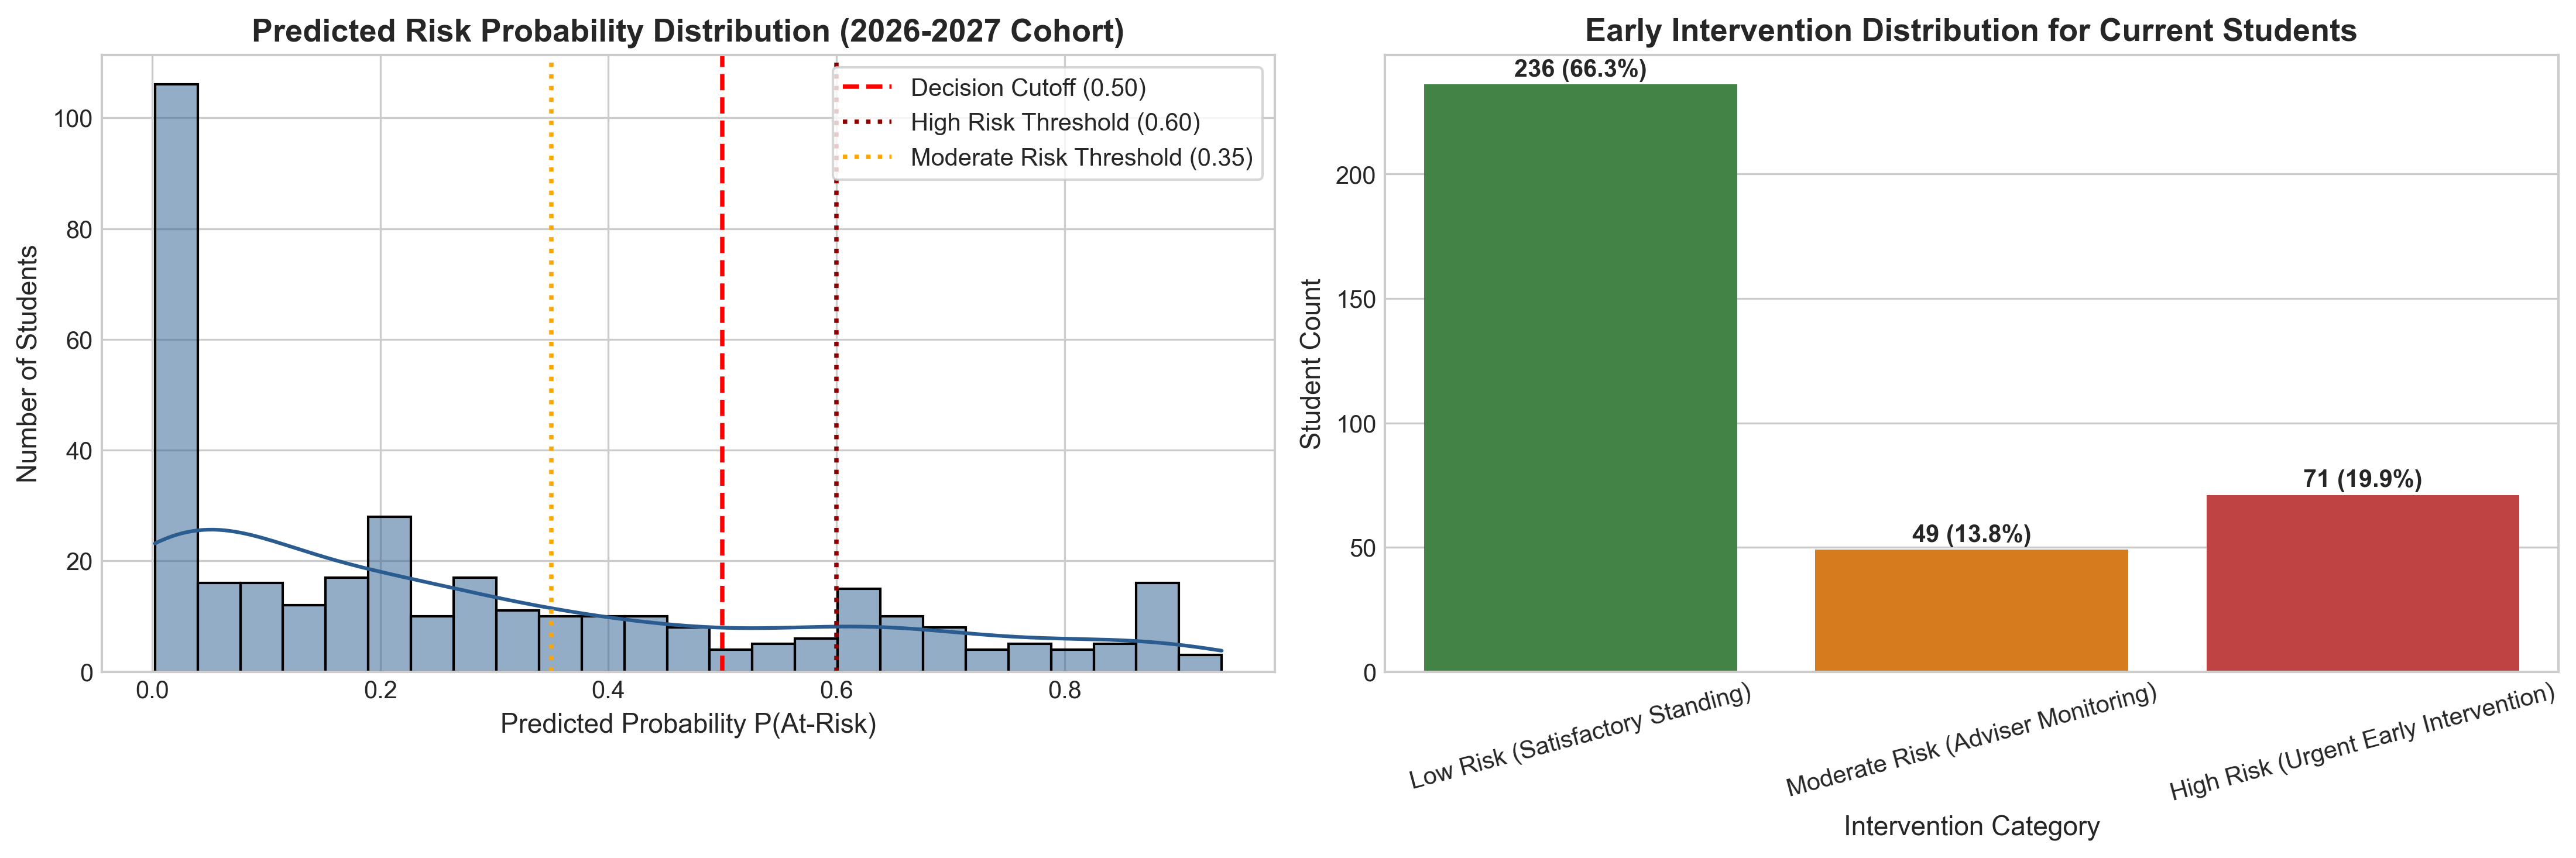 Predicted Risk Probability Distribution (2026-2027 Cohort)
Number of Students
100
80
60
40
20
0
0.0
0.2
0.4
0.6
0.8
Predicted Probability P(At-Risk)
Decision Cutoff (0.50)
High Risk Threshold (0.60)
Moderate Risk Threshold (0.35)
Early Intervention Distribution for Current Students
Student Count
200
150
100
50
0
236 (66.3%)
49 (13.8%)
71 (19.9%)
Low Risk (Satisfactory Standing)
Moderate Risk (Adviser Monitoring)
High Risk (Urgent Early Intervention)
Intervention Category